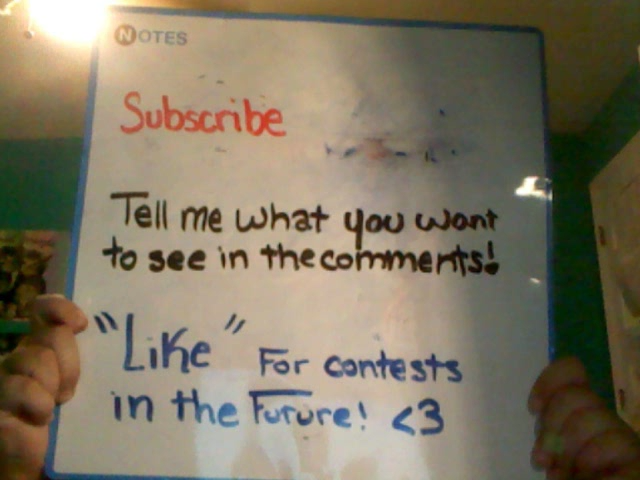 NOTES
Subscribe
Tell me what you want
to see in the comments!
"Like" For contests
in the Future! <3